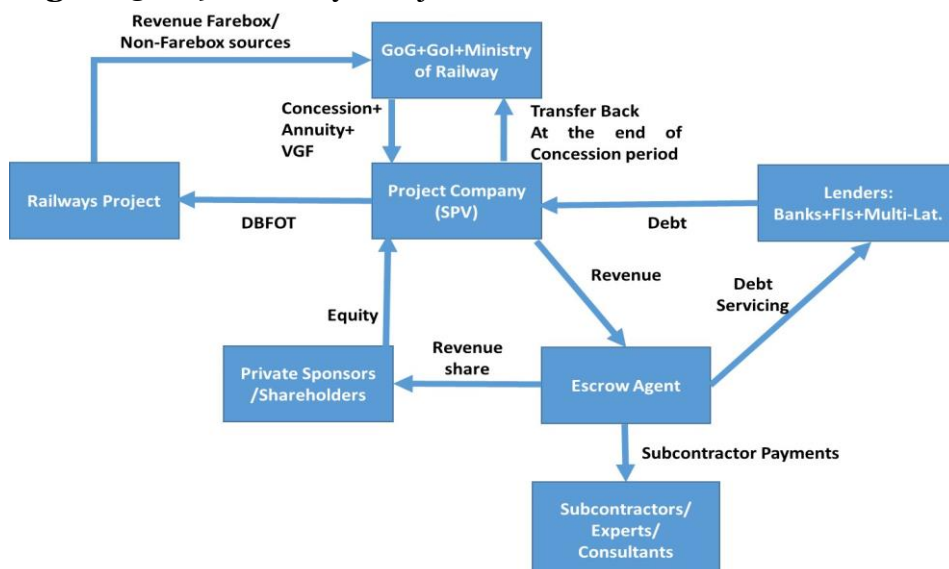 Revenue Farebox/
Non-Farebox sources
GoG+GoI+Ministry
of Railway
Concession+
Annuity+
VGF
Transfer Back
At the end of
Concession period
Railways Project
Project Company
(SPV)
Lenders:
Banks+FIs+Multi-Lat.
DBFOT
Debt
Revenue
Debt
Servicing
Equity
Revenue
share
Private Sponsors
/Shareholders
Escrow Agent
Subcontractor Payments
Subcontractors/
Experts/
Consultants